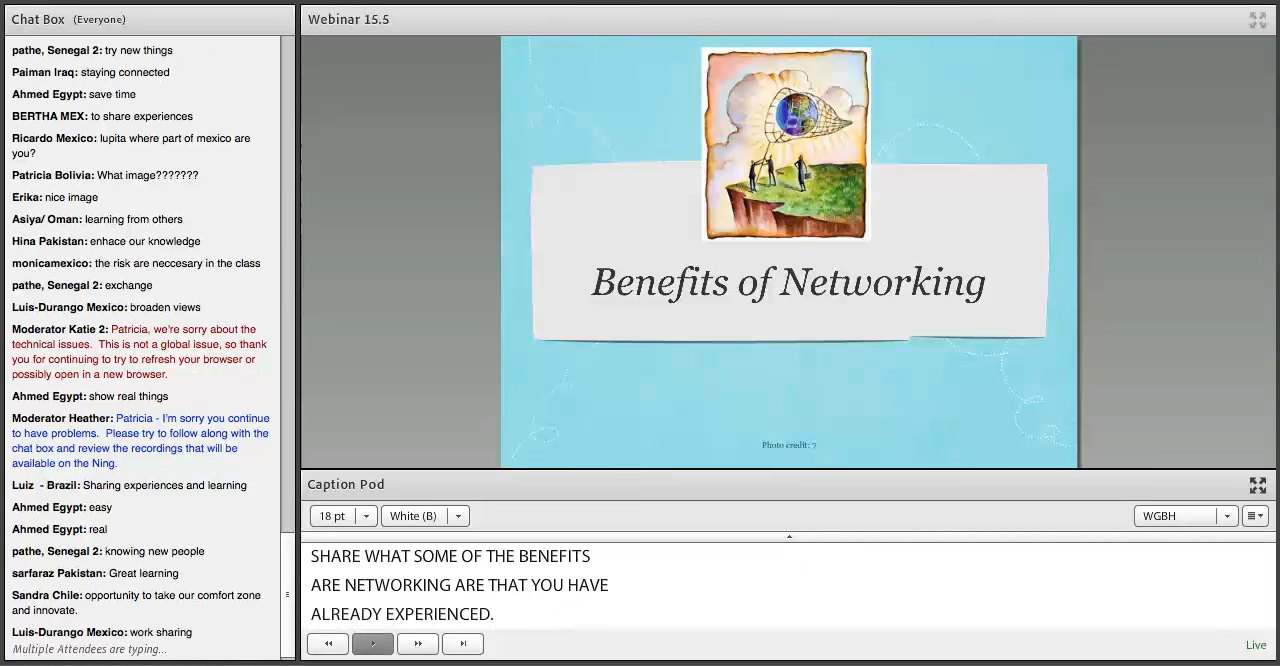 Chat Box (Everyone)
pathe, Senegal 2: try new things
Paiman Iraq: staying connected
Ahmed Egypt: save time
BERTHA MEX: to share experiences
Ricardo Mexico: lupita where part of mexico are
you?
Patricia Bolivia: What image???????
Erika: nice image
Asiya/ Oman: learning from others
Hina Pakistan: enhace our knowledge
monicamexico: the risk are neccesary in the class
pathe, Senegal 2: exchange
Luis-Durango Mexico: broaden views
Moderator Katie 2: Patricia, we're sorry about the
technical issues. This is not a global issue, so thank
you for continuing to try to refresh your browser or
possibly open in a new browser.
Ahmed Egypt: show real things
Moderator Heather: Patricia - I'm sorry you continue
to have problems. Please try to follow along with the
chat box and review the recordings that will be
available on the Ning.
Luiz - Brazil: Sharing experiences and learning
Ahmed Egypt: easy
Ahmed Egypt: real
pathe, Senegal 2: knowing new people
sarfaraz Pakistan: Great learning
Sandra Chile: opportunity to take our comfort zone
and innovate.
Luis-Durango Mexico: work sharing
Multiple Attendees are typing...
Webinar 15.5
Benefits of Networking
Photo credit: 7
Caption Pod
18 pt
White (B)
WGBH
SHARE WHAT SOME OF THE BENEFITS
ARE NETWORKING ARE THAT YOU HAVE
ALREADY EXPERIENCED.
Live